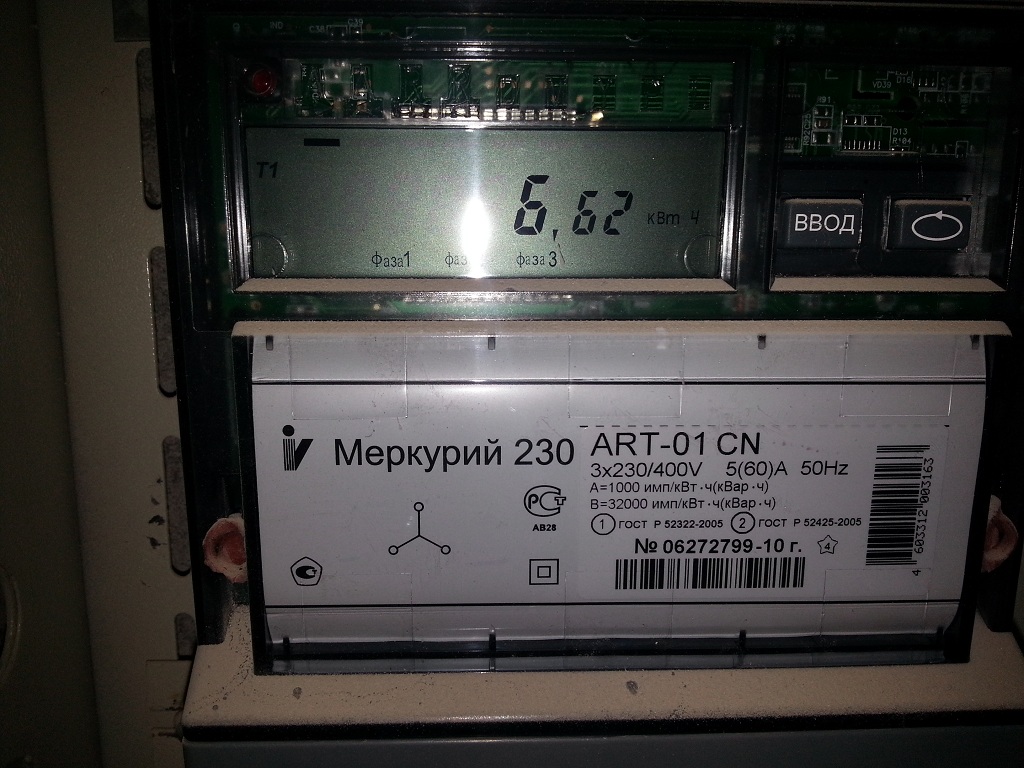 T1
6,62 кВт ч
Фаза1 фаза 3
ВВОД
Меркурий 230 ART-01 CN
3x230/400V 5(60)A 50Hz
A=1000 имп/кВт·ч(кВар·ч)
B=32000 имп/кВт·ч(кВар·ч)
1 ГОСТ Р 52322-2005 2 ГОСТ Р 52425-2005
АВ28
№ 06272799-10 г. 4
4 603312 003163